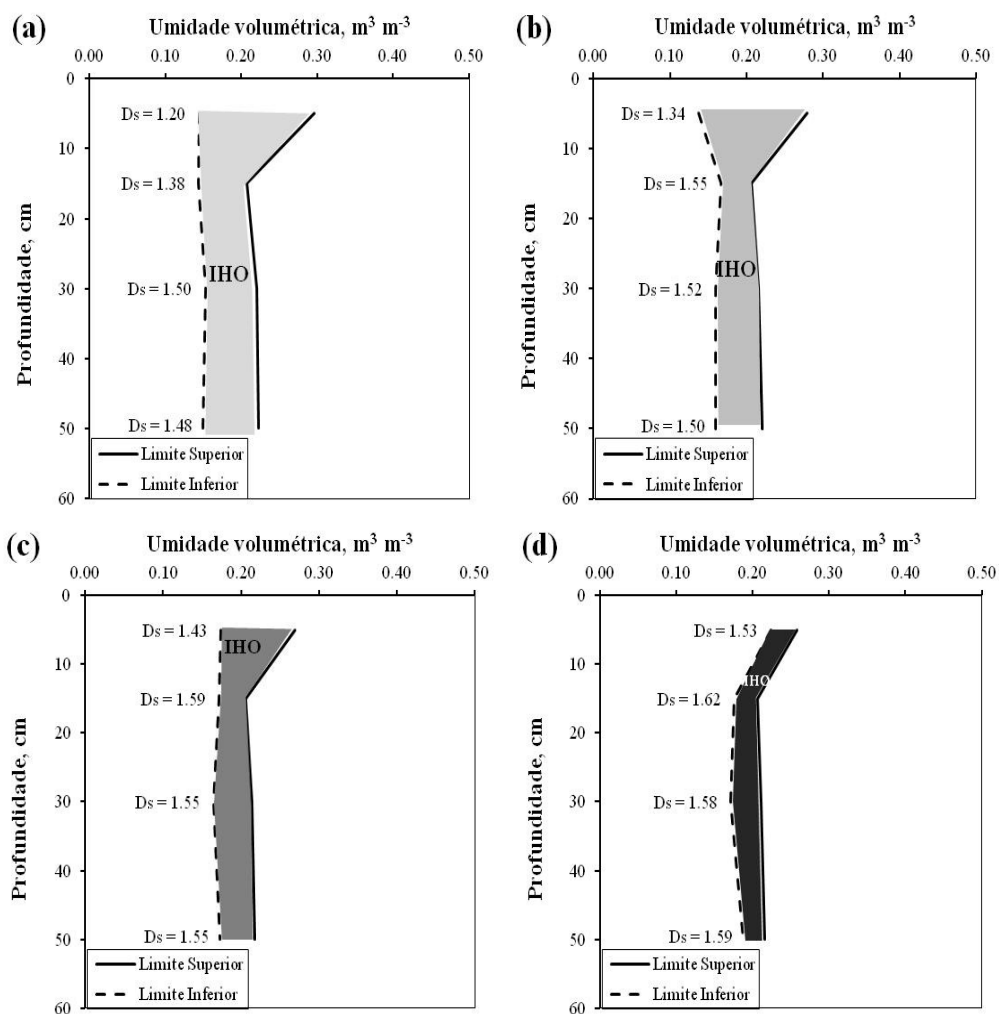 (a) Umidade volumétrica, m³ m⁻³
0.00 0.10 0.20 0.30 0.40 0.50
0
Ds = 1.20
10
Ds = 1.38
20
IHO
30
Ds = 1.50
40
50
Ds = 1.48
60
Profundidade, cm
Limite Superior
Limite Inferior
(b) Umidade volumétrica, m³ m⁻³
0.00 0.10 0.20 0.30 0.40 0.50
0
Ds = 1.34
10
Ds = 1.55
20
IHO
30
Ds = 1.52
40
50
Ds = 1.50
60
Profundidade, cm
Limite Superior
Limite Inferior
(c) Umidade volumétrica, m³ m⁻³
0.00 0.10 0.20 0.30 0.40 0.50
0
Ds = 1.43
IHO
10
Ds = 1.59
20
30
Ds = 1.55
40
50
Ds = 1.55
60
Profundidade, cm
Limite Superior
Limite Inferior
(d) Umidade volumétrica, m³ m⁻³
0.00 0.10 0.20 0.30 0.40 0.50
0
Ds = 1.53
10
IHO
Ds = 1.62
20
30
Ds = 1.58
40
50
Ds = 1.59
60
Profundidade, cm
Limite Superior
Limite Inferior